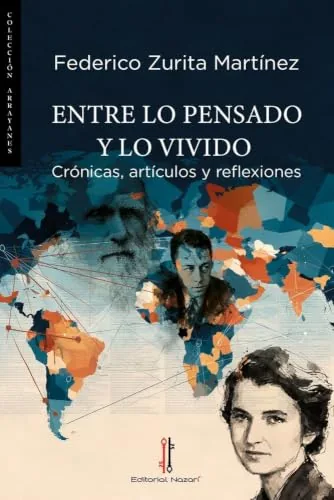 COLECCIÓN ARRAYANES
Federico Zurita Martínez
ENTRE LO PENSADO
Y LO VIVIDO
Crónicas, artículos y reflexiones
Editorial Nazarí